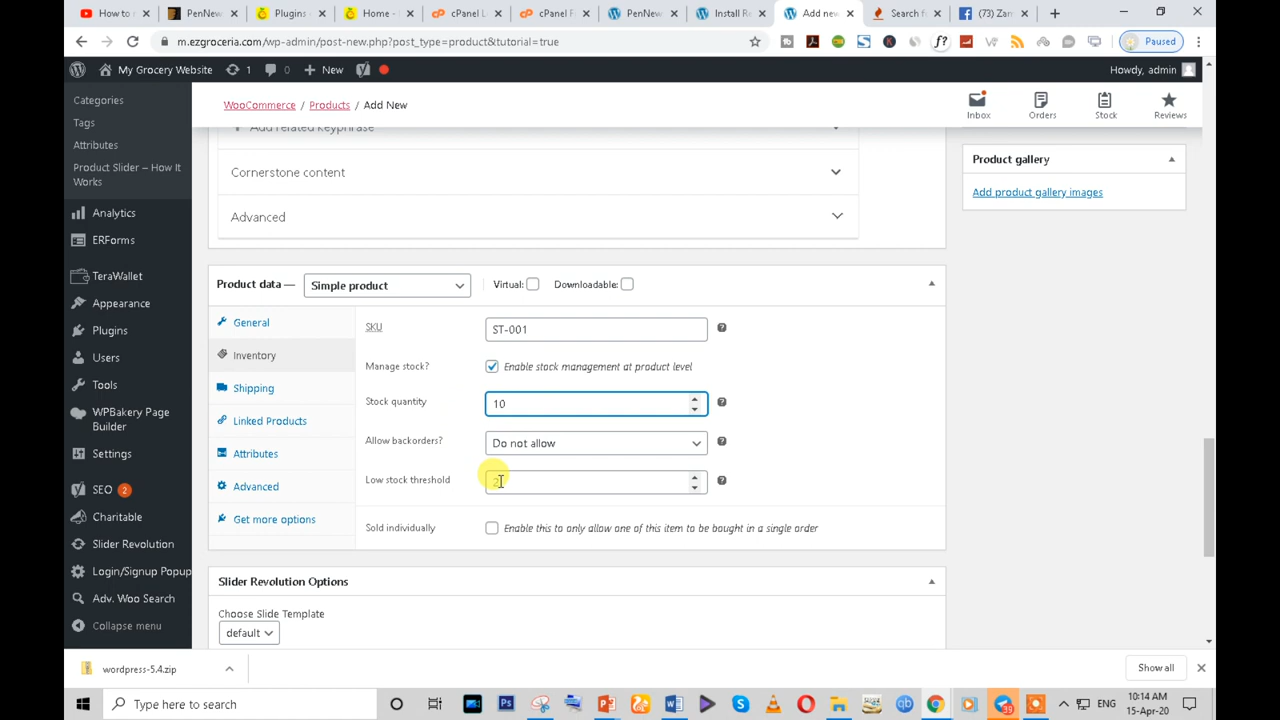 How to m
PenNew
Plugins
Home -
cPanel L
cPanel F
PenNew
Install Re
Add new
Search f
(73) Zam
m.ezgroceria.com/wp-admin/post-new.php?post_type=product&tutorial=true
Paused
My Grocery Website
1
0
New
Howdy, admin
WooCommerce / Products / Add New
Inbox
Orders
Stock
Reviews
Categories
Tags
Attributes
Product Slider – How It
Works
Analytics
ERForms
TeraWallet
Appearance
Plugins
Users
Tools
WPBakery Page
Builder
Settings
SEO 2
Charitable
Slider Revolution
Login/Signup Popup
Adv. Woo Search
Collapse menu
Add related keyphrase
Cornerstone content
Advanced
Product gallery
Add product gallery images
Product data — Simple product Virtual: Downloadable:
General
Inventory
Shipping
Linked Products
Attributes
Advanced
Get more options
SKU ST-001
Manage stock? Enable stock management at product level
Stock quantity 10
Allow backorders? Do not allow
Low stock threshold 2
Sold individually Enable this to only allow one of this item to be bought in a single order
Slider Revolution Options
Choose Slide Template
default
wordpress-5.4.zip
Show all
Type here to search
39
ENG
10:14 AM
15-Apr-20